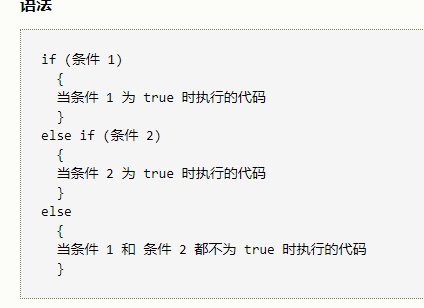 语法
if (条件 1)
{
当条件 1 为 true 时执行的代码
}
else if (条件 2)
{
当条件 2 为 true 时执行的代码
}
else
{
当条件 1 和 条件 2 都不为 true 时执行的代码
}